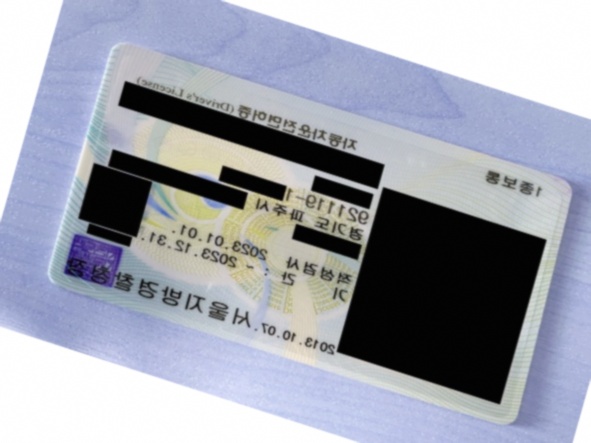 1종보통
자동차운전면허증 (Driver's License)
921119-1
경기도 파주시
적성검사 2023.01.01.
기 간 : ~ 2023.12.31.
2013.10.07. 서울지방경찰청장